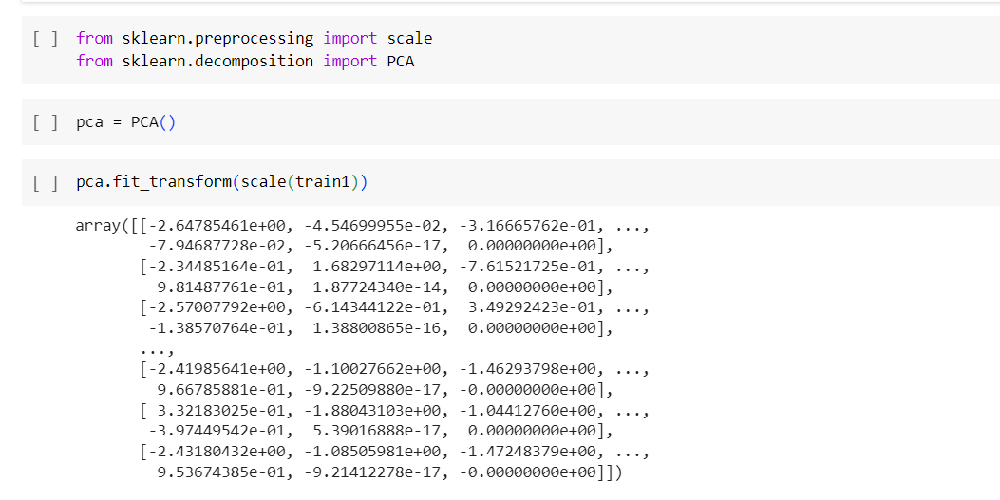 [ ] from sklearn.preprocessing import scale
from sklearn.decomposition import PCA
[ ] pca = PCA()
[ ] pca.fit_transform(scale(train1))
array([[-2.64785461e+00, -4.54699955e-02, -3.16665762e-01, ...,
-7.94687728e-02, -5.20666456e-17, 0.00000000e+00],
[-2.34485164e-01, 1.68297114e+00, -7.61521725e-01, ...,
9.81487761e-01, 1.87724340e-14, 0.00000000e+00],
[-2.57007792e+00, -6.14344122e-01, 3.49292423e-01, ...,
-1.38570764e-01, 1.38800865e-16, 0.00000000e+00],
...,
[-2.41985641e+00, -1.10027662e+00, -1.46293798e+00, ...,
9.66785881e-01, -9.22509880e-17, -0.00000000e+00],
[ 3.32183025e-01, -1.88043103e+00, -1.04412760e+00, ...,
-3.97449542e-01, 5.39016888e-17, 0.00000000e+00],
[-2.43180432e+00, -1.08505981e+00, -1.47248379e+00, ...,
9.53674385e-01, -9.21412278e-17, -0.00000000e+00]])